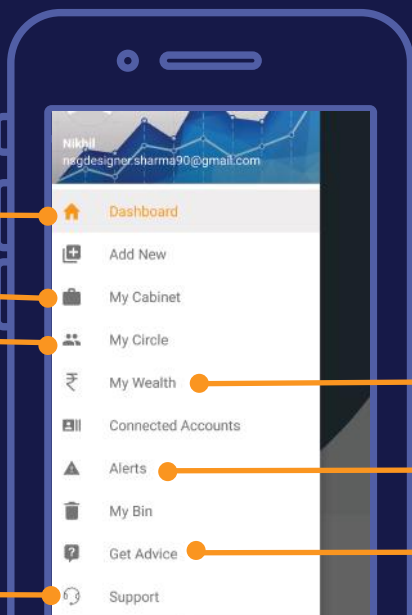 Nikhil
nsgdesigner.sharma90@gmail.com
Dashboard
Add New
My Cabinet
My Circle
My Wealth
Connected Accounts
Alerts
My Bin
Get Advice
Support